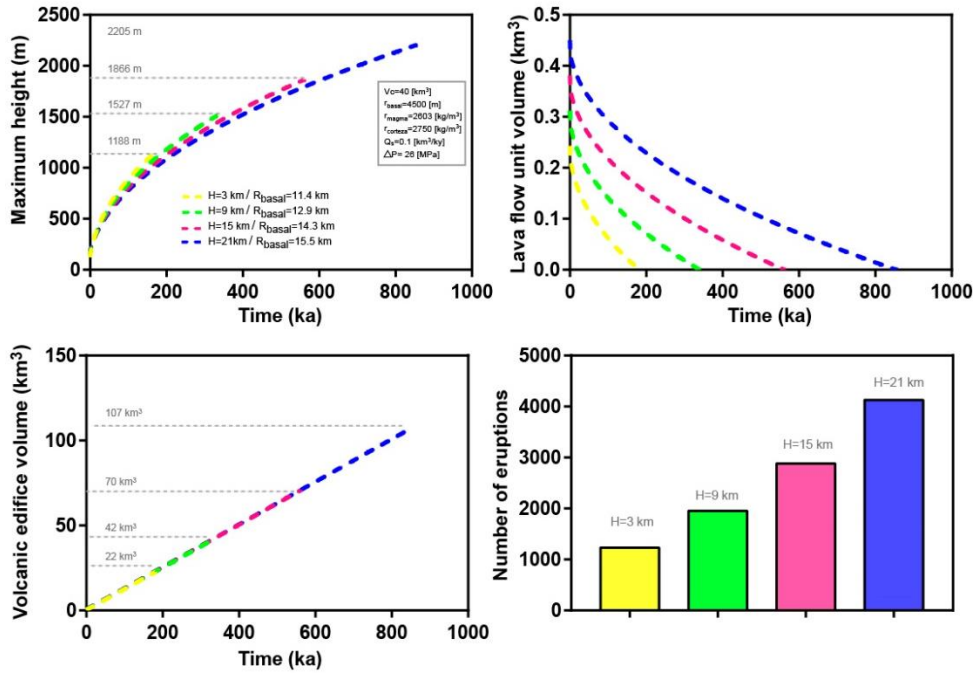 Maximum height (m)
2500
2000
1500
1000
500
0
2205 m
1866 m
1527 m
1188 m
Vo=40 [km³]
r_basal=4500 [m]
r_magma=2603 [kg/m³]
r_corteza=2750 [kg/m³]
Q_s=0.1 [km³/ky]
△P= 26 [MPa]
H=3 km / R_basal=11.4 km
H=9 km / R_basal=12.9 km
H=15 km / R_basal=14.3 km
H=21km / R_basal=15.5 km
0 200 400 600 800 1000
Time (ka)
Lava flow unit volume (km³)
0.5
0.4
0.3
0.2
0.1
0.0
0 200 400 600 800 1000
Time (ka)
Volcanic edifice volume (km³)
150
100
50
0
107 km³
70 km³
42 km³
22 km³
0 200 400 600 800 1000
Time (ka)
Number of eruptions
5000
4000
3000
2000
1000
0
H=3 km
H=9 km
H=15 km
H=21 km